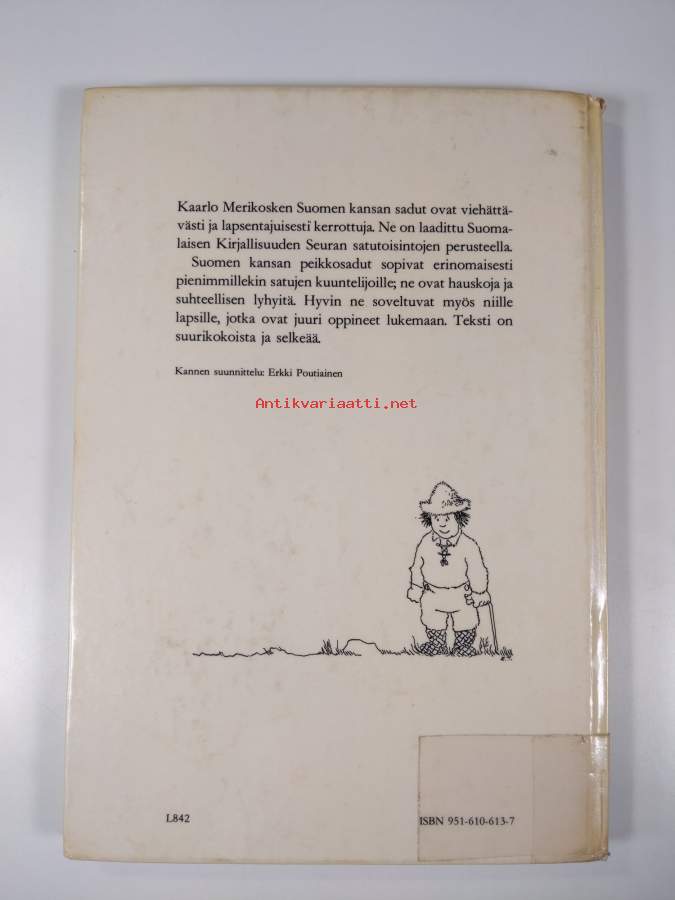 Kaarlo Merikosken Suomen kansan sadut ovat viehättä-
västi ja lapsentajuisesti kerrottuja. Ne on laadittu Suoma-
laisen Kirjallisuuden Seuran satutoisintojen perusteella.
Suomen kansan peikkosadut sopivat erinomaisesti
pienimmillekin satujen kuuntelijoille; ne ovat hauskoja ja
suhteellisen lyhyitä. Hyvin ne soveltuvat myös niille
lapsille, jotka ovat juuri oppineet lukemaan. Teksti on
suurikokoista ja selkeää.
Kannen suunnittelu: Erkki Poutiainen
Antikvariaatti.net
L842
ISBN 951-610-613-7